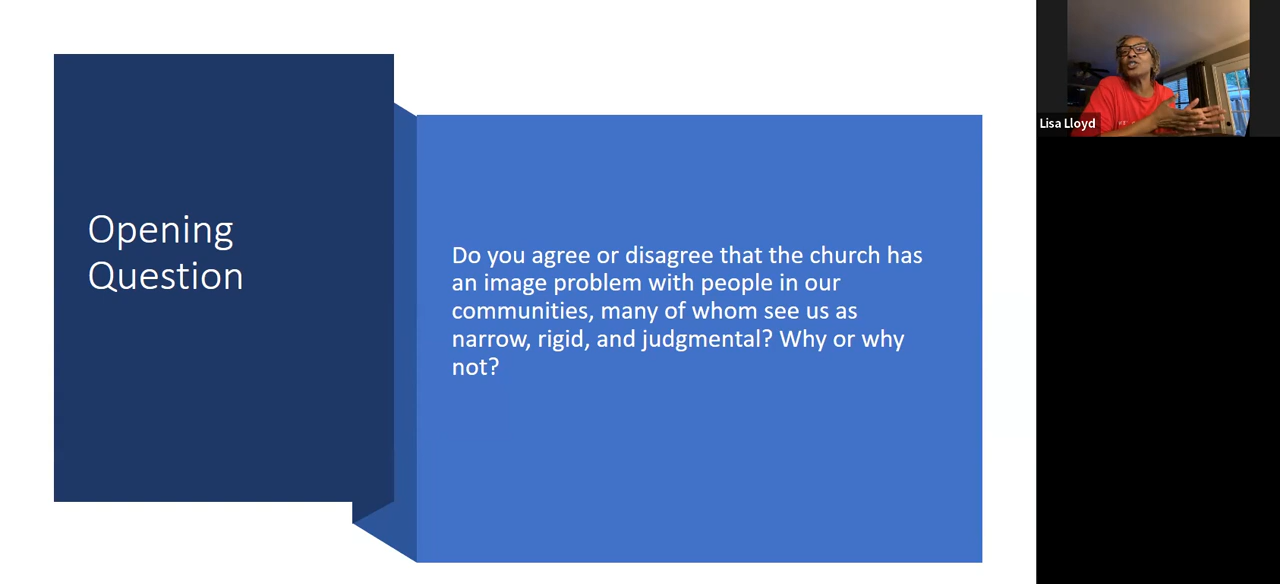 Opening
Question
Do you agree or disagree that the church has
an image problem with people in our
communities, many of whom see us as
narrow, rigid, and judgmental? Why or why
not?
Lisa Lloyd